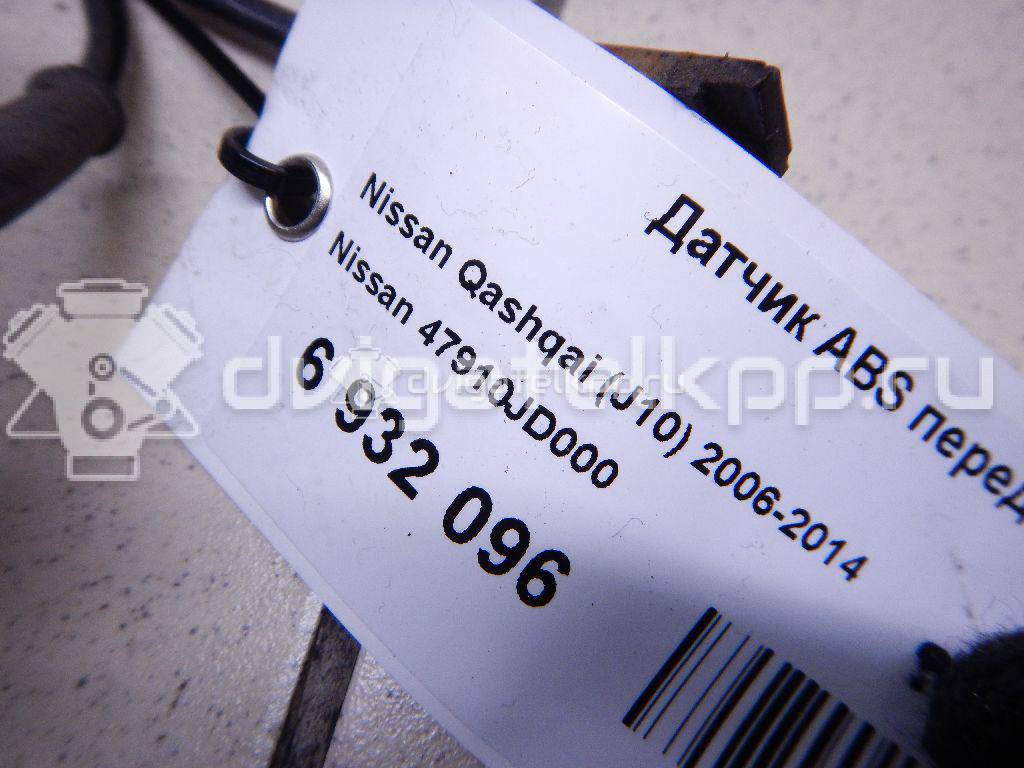 Датчик ABS перед
Nissan Qashqai (J10) 2006-2014
Nissan 47910JD000
6 932 096
dvigatelkpp.ru